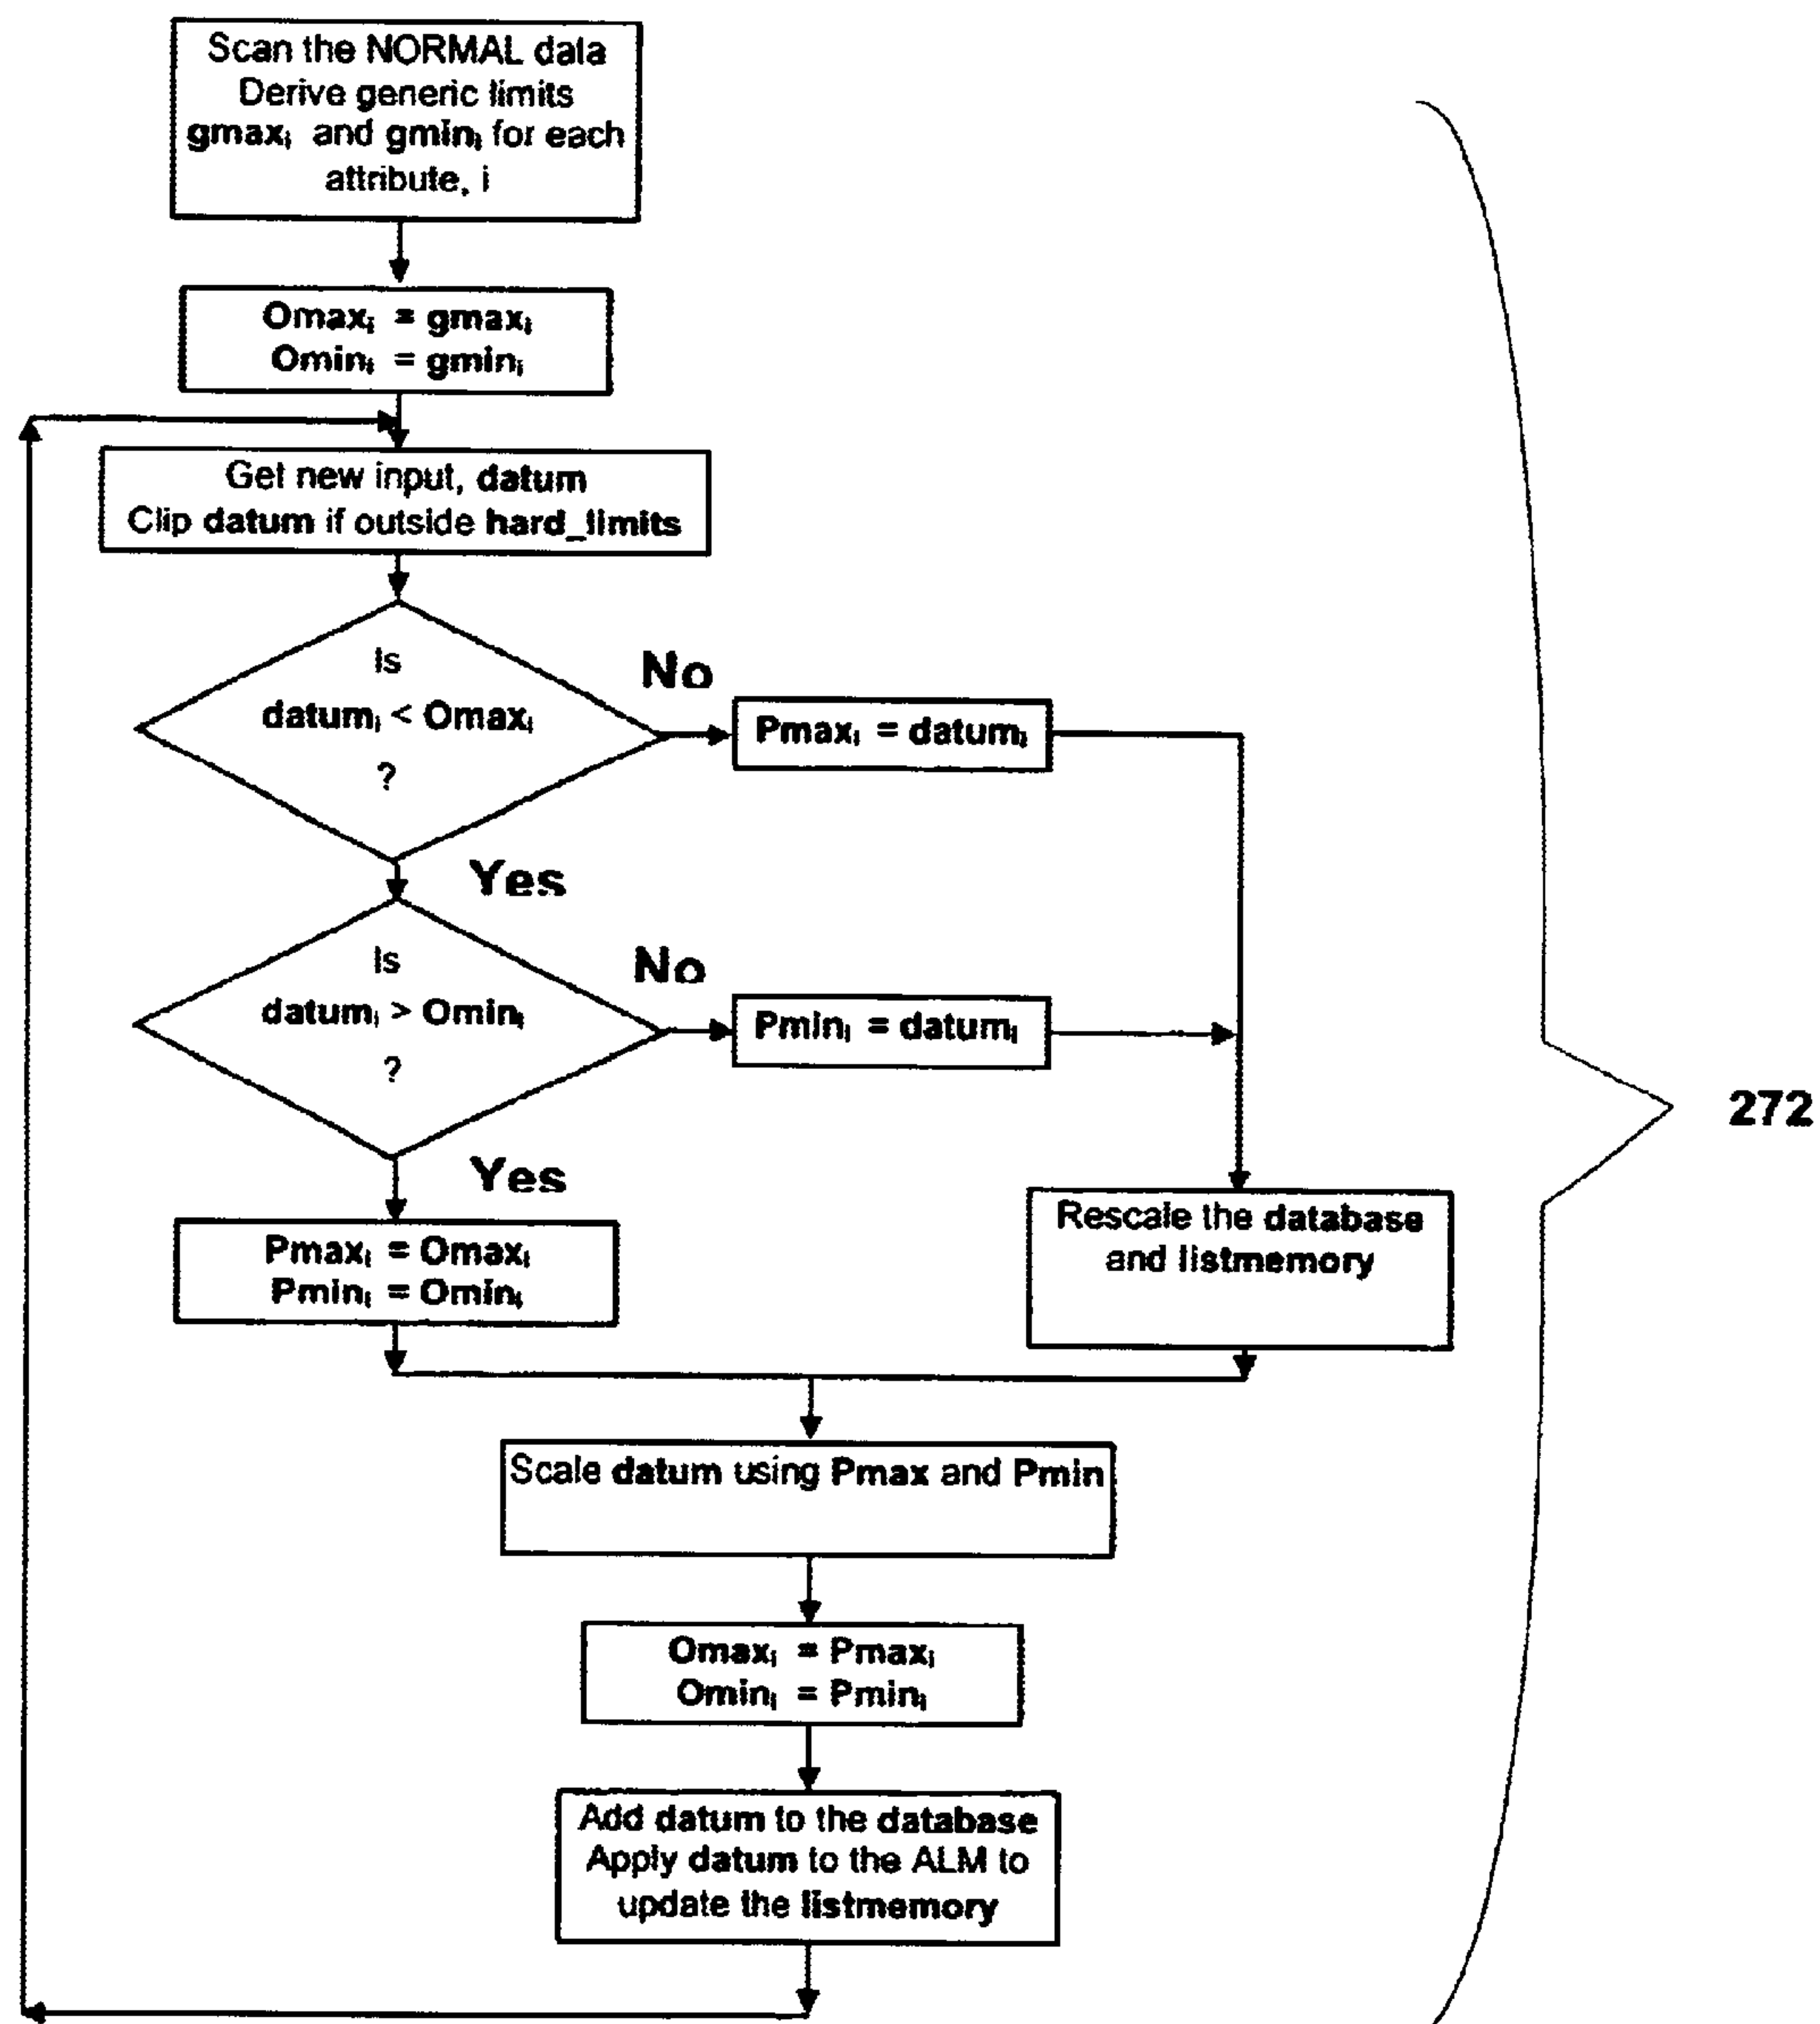 Scan the NORMAL data
Derive generic limits
gmaxᵢ and gminᵢ for each
attribute, i
Omaxᵢ = gmaxᵢ
Ominᵢ = gminᵢ
Get new input, datum
Clip datum if outside hard_limits
Is
datumᵢ < Omaxᵢ
?
No
Pmaxᵢ = datumᵢ
Yes
Is
datumᵢ > Ominᵢ
?
No
Pminᵢ = datumᵢ
272
Yes
Pmaxᵢ = Omaxᵢ
Pminᵢ = Ominᵢ
Rescale the database
and listmemory
Scale datum using Pmax and Pmin
Omaxᵢ = Pmaxᵢ
Ominᵢ = Pminᵢ
Add datum to the database
Apply datum to the ALM to
update the listmemory